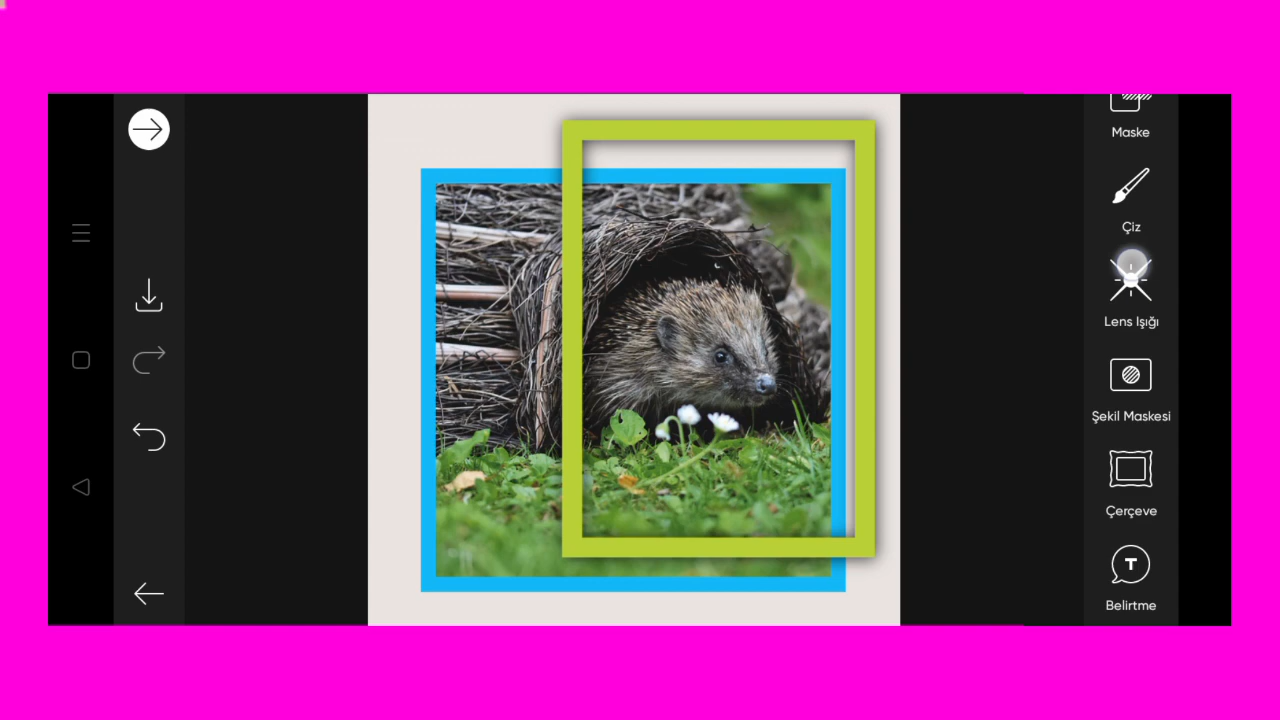 Maske
Çiz
Lens Işığı
Şekil Maskesi
Çerçeve
T
Belirtme